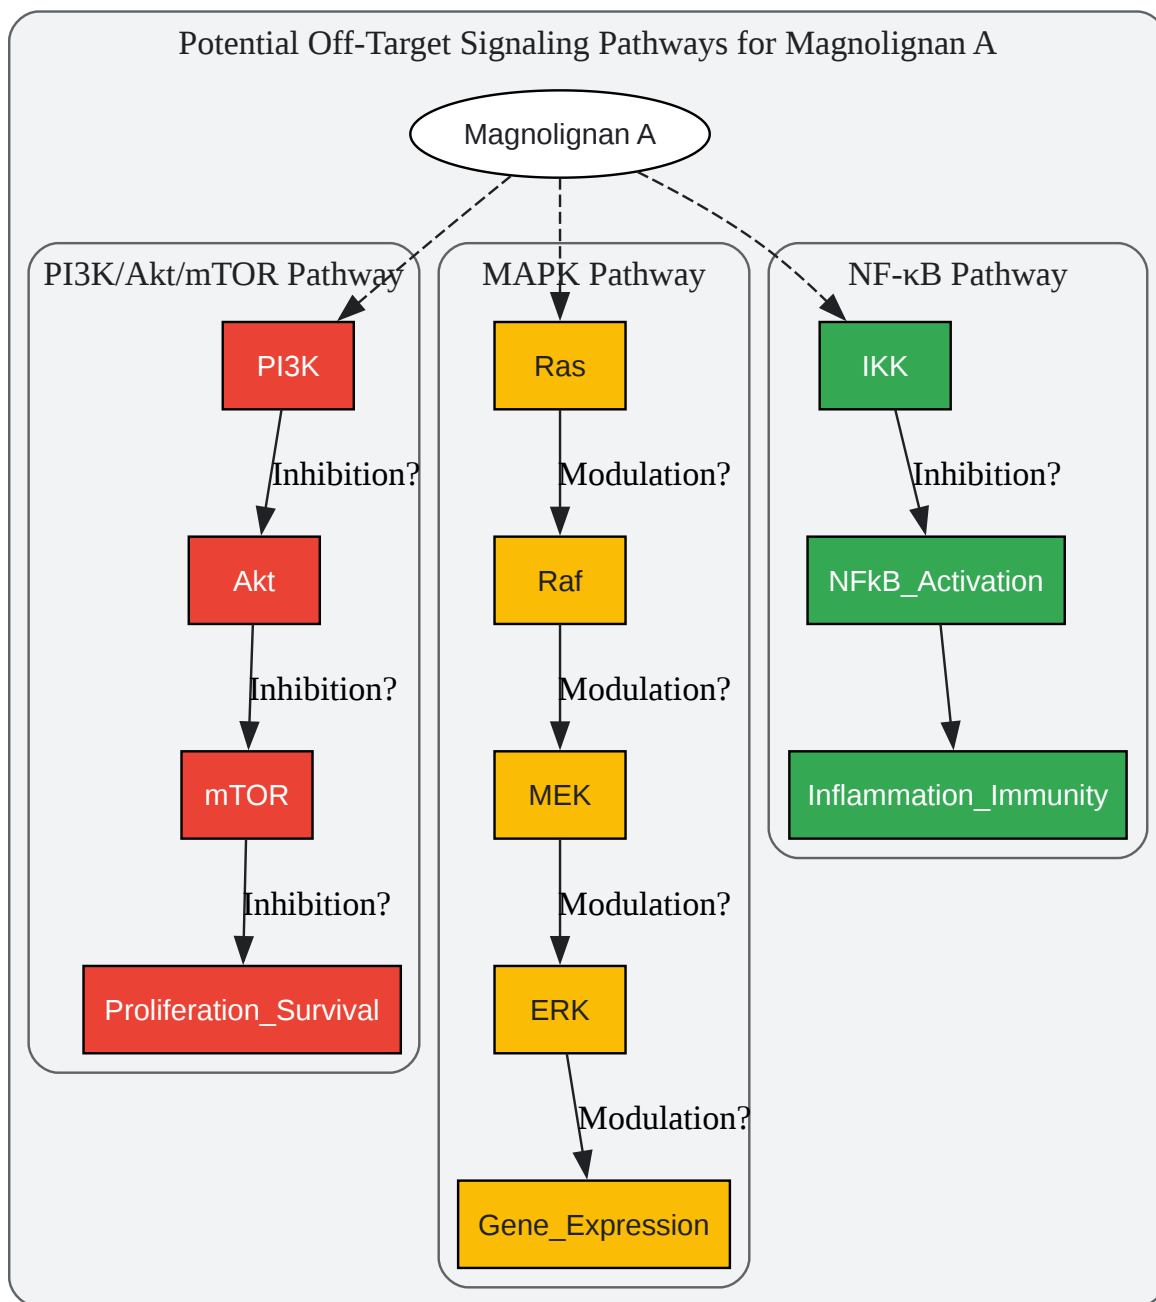 Potential Off-Target Signaling Pathways for Magnolignan A
Magnolignan A
PI3K/Akt/mTOR Pathway
PI3K
Inhibition?
Akt
Inhibition?
mTOR
Inhibition?
Proliferation_Survival
MAPK Pathway
Ras
Modulation?
Raf
Modulation?
MEK
Modulation?
ERK
Modulation?
Gene_Expression
NF-κB Pathway
IKK
Inhibition?
NFkB_Activation
Inflammation_Immunity